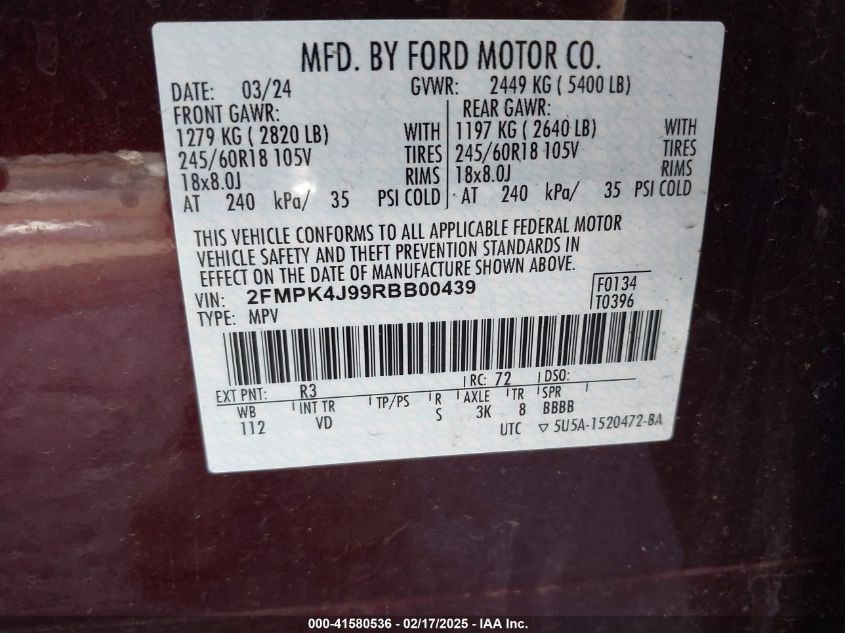 MFD. BY FORD MOTOR CO.
DATE: 03/24 GVWR: 2449 KG ( 5400 LB)
FRONT GAWR: REAR GAWR:
1279 KG ( 2820 LB) WITH 1197 KG ( 2640 LB) WITH
245/60R18 105V TIRES 245/60R18 105V TIRES
18x8.0J RIMS 18x8.0J RIMS
AT 240 kPa/ 35 PSI COLD AT 240 kPa/ 35 PSI COLD
THIS VEHICLE CONFORMS TO ALL APPLICABLE FEDERAL MOTOR
VEHICLE SAFETY AND THEFT PREVENTION STANDARDS IN
EFFECT ON THE DATE OF MANUFACTURE SHOWN ABOVE.
VIN: 2FMPK4J99RBB00439 F0134
TYPE: MPV T0396
EXT PNT: R3 RC: 72 DSO:
WB INT TR TP/PS R AXLE TR SPR
112 VD S 3K 8 BBBB
UTC ▽ 5U5A-1520472-BA
000-41580536 - 02/17/2025 - IAA Inc.